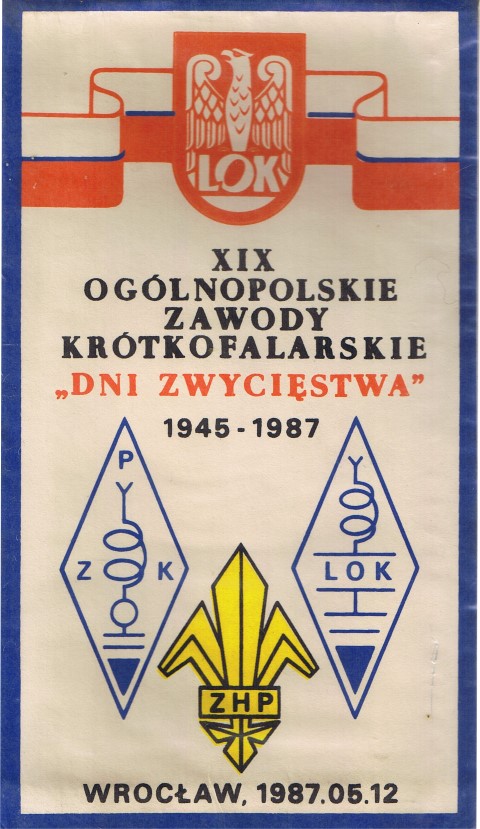 LOK
XIX
OGÓLNOPOLSKIE
ZAWODY
KRÓTKOFALARSKIE
„DNI ZWYCIĘSTWA”
1945-1987
P
Z K
LOK
ZHP
WROCŁAW, 1987.05.12